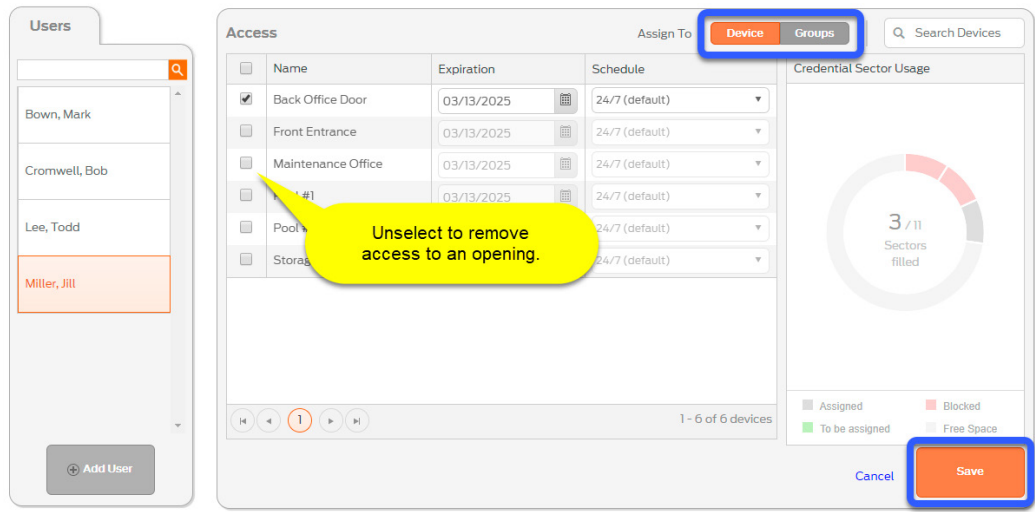 Users
Bown, Mark
Cromwell, Bob
Lee, Todd
Miller, Jill
Add User
Access
Assign To Device Groups
Search Devices
Name Expiration Schedule
Back Office Door 03/13/2025 24/7 (default)
Front Entrance 03/13/2025 24/7 (default)
Maintenance Office 03/13/2025 24/7 (default)
#1 03/13/2025 24/7 (default)
Pool 24/7 (default)
24/7 (default)
Unselect to remove
access to an opening.
1
1 - 6 of 6 devices
Credential Sector Usage
3 / 11
Sectors
filled
Assigned Blocked
To be assigned Free Space
Cancel Save